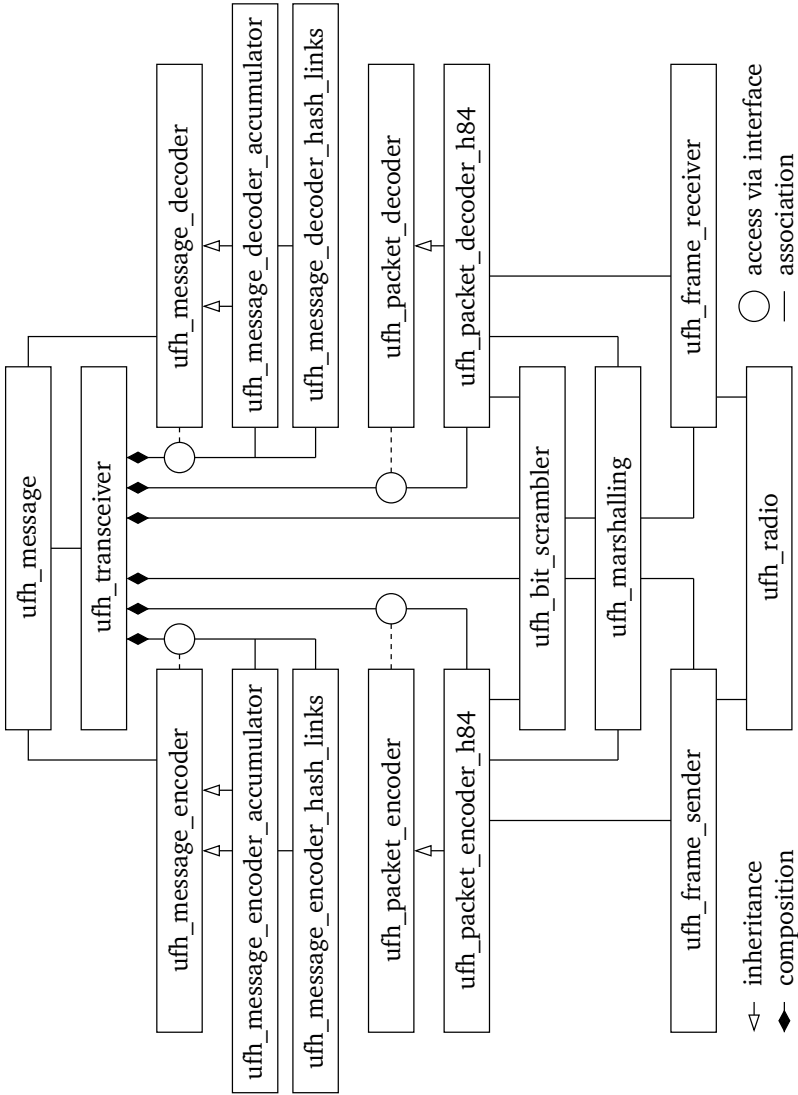 ufh_message
ufh_transceiver
ufh_message_encoder
ufh_message_decoder
ufh_message_encoder_accumulator
ufh_message_decoder_accumulator
ufh_message_encoder_hash_links
ufh_message_decoder_hash_links
ufh_packet_encoder
ufh_packet_decoder
ufh_packet_encoder_h84
ufh_packet_decoder_h84
ufh_bit_scrambler
ufh_marshalling
ufh_frame_sender
ufh_frame_receiver
ufh_radio
inheritance
composition
access via interface
association